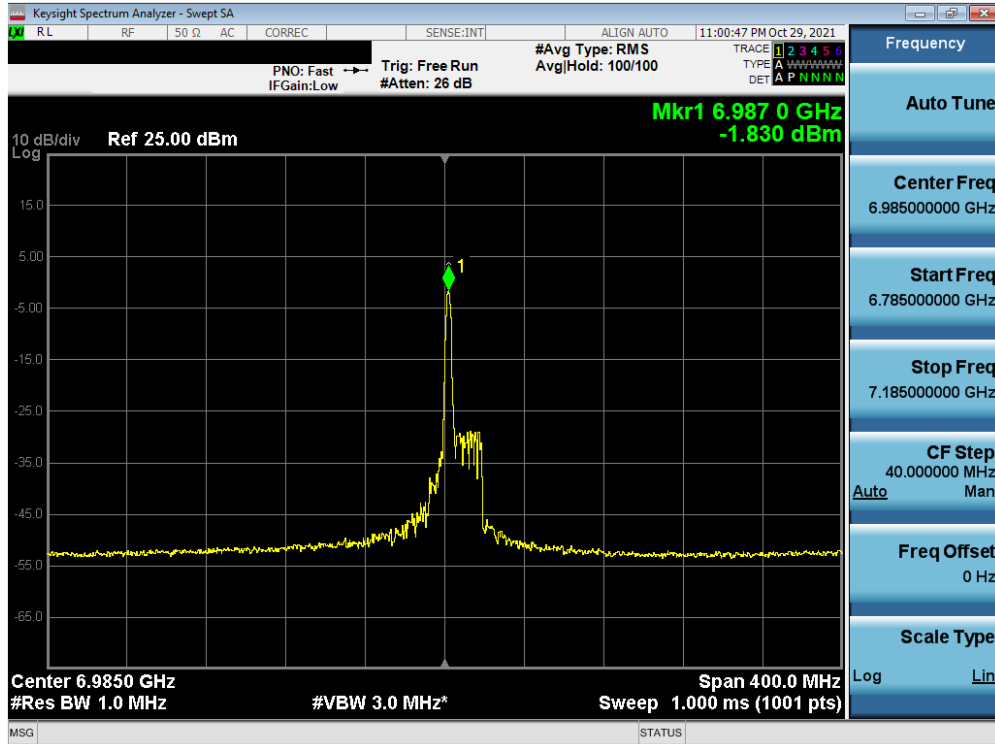 Keysight Spectrum Analyzer - Swept SA
LXI RL RF 50 Ω AC CORREC SENSE:INT ALIGN AUTO 11:00:47 PM Oct 29, 2021
PNO: Fast
IFGain:Low
Trig: Free Run
#Atten: 26 dB
#Avg Type: RMS
Avg|Hold: 100/100
TRACE 1 2 3 4 5 6
TYPE A WWWWW
DET A P N N N N
Mkr1 6.987 0 GHz
-1.830 dBm
10 dB/div Ref 25.00 dBm
Log
15.0
5.00
1
-5.00
-15.0
-25.0
-35.0
-45.0
-55.0
-65.0
Center 6.9850 GHz Span 400.0 MHz
#Res BW 1.0 MHz #VBW 3.0 MHz* Sweep 1.000 ms (1001 pts)
MSG STATUS
Frequency
Auto Tune
Center Freq
6.985000000 GHz
Start Freq
6.785000000 GHz
Stop Freq
7.185000000 GHz
CF Step
40.000000 MHz
Auto Man
Freq Offset
0 Hz
Scale Type
Log Lin